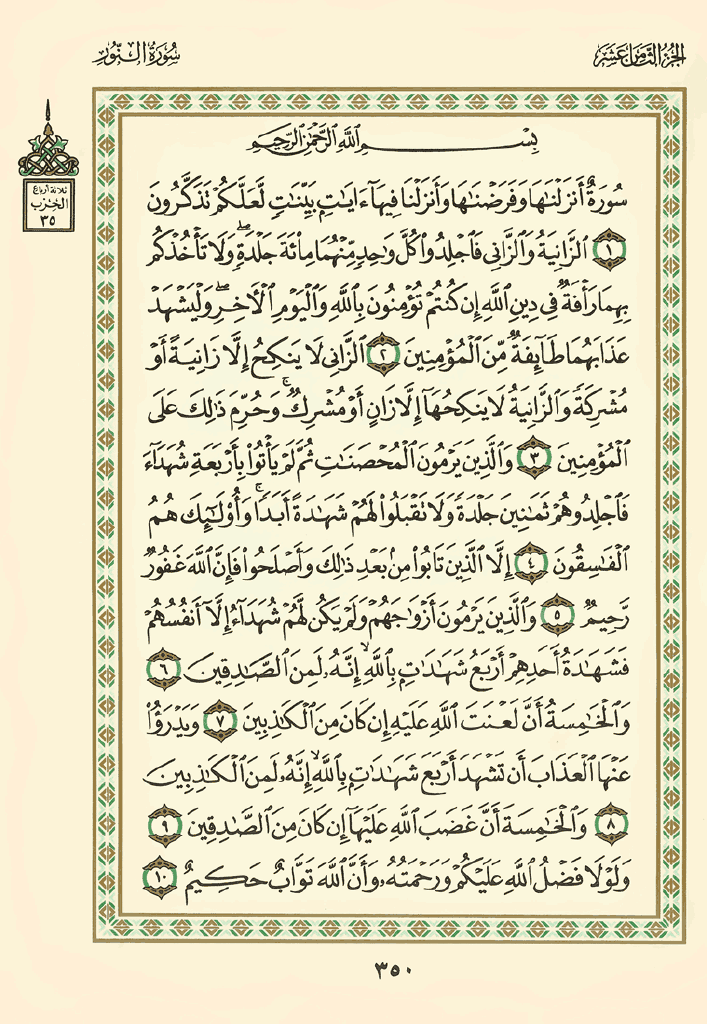 الجزء الثامن عشر
سورة النور
ثلاثة أرباع
الحزب
٣٥
بِسْمِ اللَّهِ الرَّحْمَٰنِ الرَّحِيمِ
سُورَةٌ أَنزَلْنَٰهَا وَفَرَضْنَٰهَا وَأَنزَلْنَا فِيهَآ ءَايَٰتٍۭ بَيِّنَٰتٍ لَّعَلَّكُمْ تَذَكَّرُونَ
١ ٱلزَّانِيَةُ وَٱلزَّانِى فَٱجْلِدُوا۟ كُلَّ وَٰحِدٍ مِّنْهُمَا مِا۟ئَةَ جَلْدَةٍ ۖ وَلَا تَأْخُذْكُم
بِهِمَا رَأْفَةٌ فِى دِينِ ٱللَّهِ إِن كُنتُمْ تُؤْمِنُونَ بِٱللَّهِ وَٱلْيَوْمِ ٱلْءَاخِرِ ۖ وَلْيَشْهَدْ
عَذَابَهُمَا طَآئِفَةٌ مِّنَ ٱلْمُؤْمِنِينَ ٢ ٱلزَّانِى لَا يَنكِحُ إِلَّا زَانِيَةً أَوْ
مُشْرِكَةً وَٱلزَّانِيَةُ لَا يَنكِحُهَآ إِلَّا زَانٍ أَوْ مُشْرِكٌ ۚ وَحُرِّمَ ذَٰلِكَ عَلَى
ٱلْمُؤْمِنِينَ ٣ وَٱلَّذِينَ يَرْمُونَ ٱلْمُحْصَنَٰتِ ثُمَّ لَمْ يَأْتُوا۟ بِأَرْبَعَةِ شُهَدَآءَ
فَٱجْلِدُوهُمْ ثَمَٰنِينَ جَلْدَةً وَلَا تَقْبَلُوا۟ لَهُمْ شَهَٰدَةً أَبَدًا ۚ وَأُو۟لَٰٓئِكَ هُمُ
ٱلْفَٰسِقُونَ ٤ إِلَّا ٱلَّذِينَ تَابُوا۟ مِنۢ بَعْدِ ذَٰلِكَ وَأَصْلَحُوا۟ فَإِنَّ ٱللَّهَ غَفُورٌ
رَّحِيمٌ ٥ وَٱلَّذِينَ يَرْمُونَ أَزْوَٰجَهُمْ وَلَمْ يَكُن لَّهُمْ شُهَدَآءُ إِلَّآ أَنفُسُهُمْ
فَشَهَٰدَةُ أَحَدِهِمْ أَرْبَعُ شَهَٰدَٰتٍۭ بِٱللَّهِ ۙ إِنَّهُۥ لَمِنَ ٱلصَّٰدِقِينَ ٦
وَٱلْخَٰمِسَةُ أَنَّ لَعْنَتَ ٱللَّهِ عَلَيْهِ إِن كَانَ مِنَ ٱلْكَٰذِبِينَ ٧ وَيَدْرَؤُا۟
عَنْهَا ٱلْعَذَابَ أَن تَشْهَدَ أَرْبَعَ شَهَٰدَٰتٍۭ بِٱللَّهِ ۙ إِنَّهُۥ لَمِنَ ٱلْكَٰذِبِينَ
٨ وَٱلْخَٰمِسَةَ أَنَّ غَضَبَ ٱللَّهِ عَلَيْهَآ إِن كَانَ مِنَ ٱلصَّٰدِقِينَ ٩
وَلَوْلَا فَضْلُ ٱللَّهِ عَلَيْكُمْ وَرَحْمَتُهُۥ وَأَنَّ ٱللَّهَ تَوَّابٌ حَكِيمٌ ١٠
٣٥٠